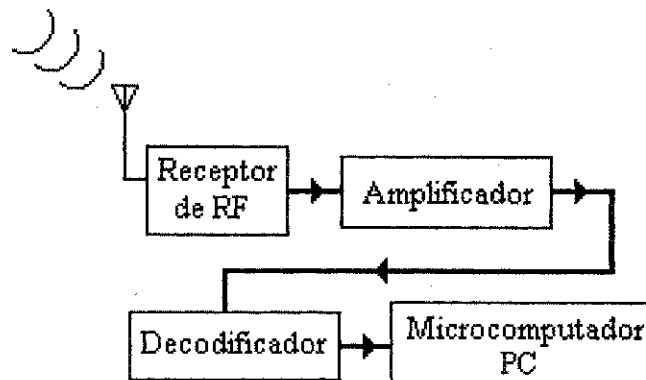 Receptor
de RF
Amplificador
Decodificador
Microcomputador
PC